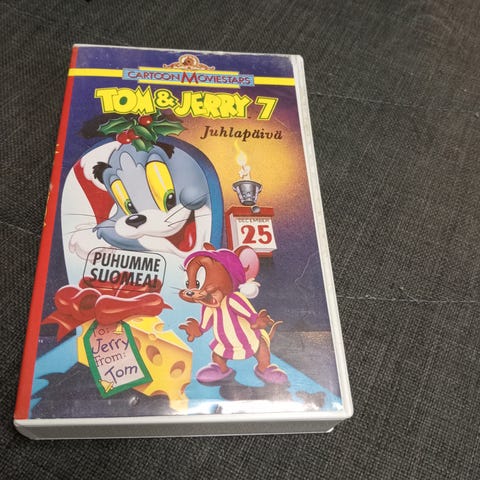 CARTOON MOVIESTARS
TOM & JERRY 7
Juhlapäivä
DECEMBER
25
PUHUMME
SUOMEA!
To:
Jerry
From:
Tom